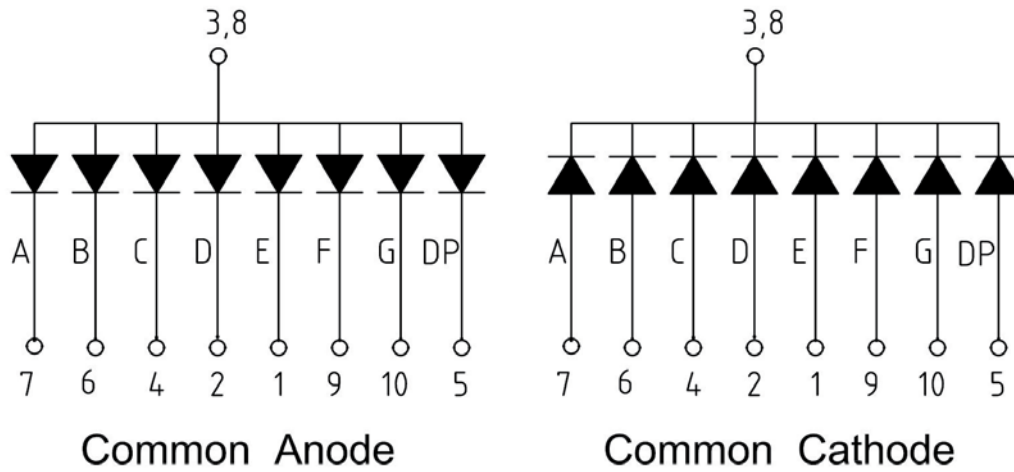 3,8 3,8
A B C D E F G DP A B C D E F G DP
7 6 4 2 1 9 10 5 7 6 4 2 1 9 10 5
Common Anode Common Cathode